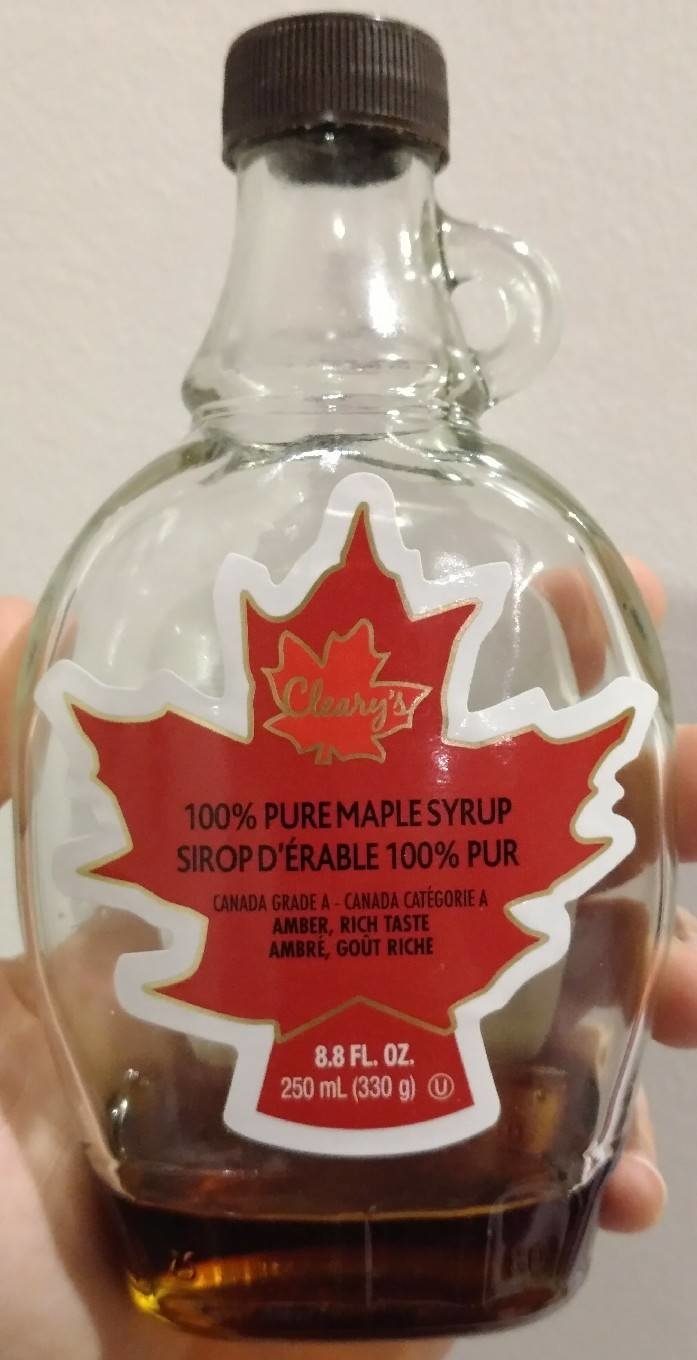 Cleary's
100% PURE MAPLE SYRUP
SIROP D'ÉRABLE 100% PUR
CANADA GRADE A - CANADA CATÉGORIE A
AMBER, RICH TASTE
AMBRÉ, GOÛT RICHE
8.8 FL. OZ.
250 mL (330 g) Ⓤ